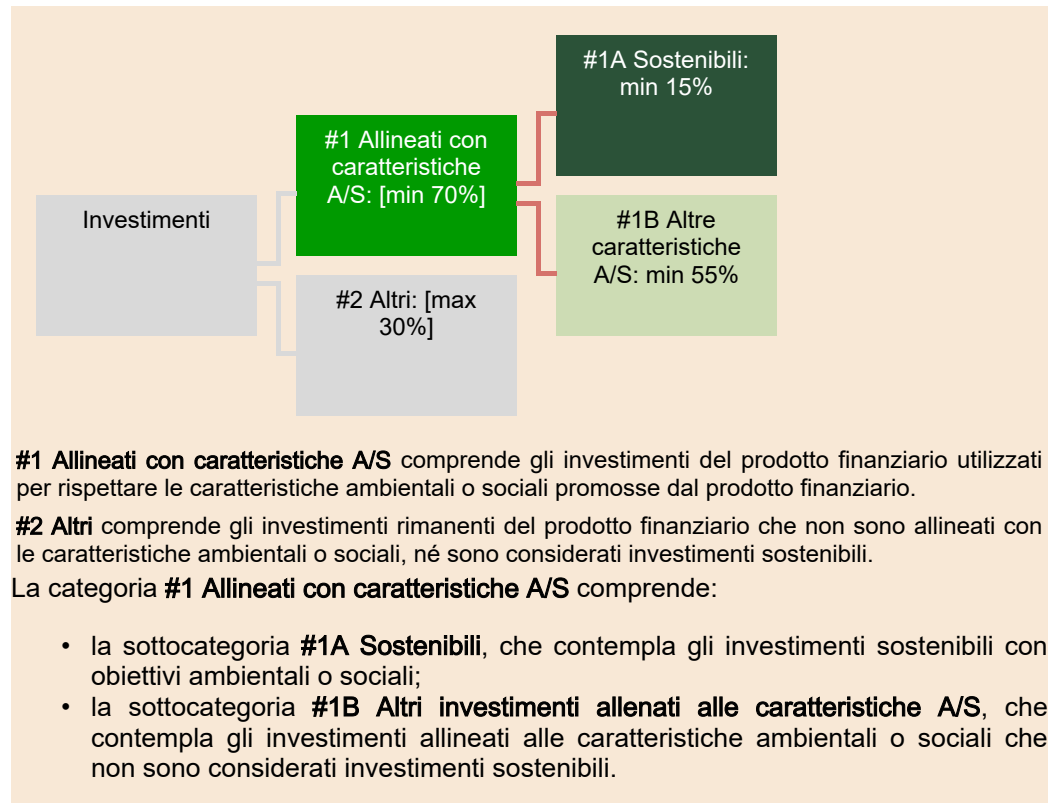 #1A Sostenibili:
min 15%
#1 Allineati con
caratteristiche
A/S: [min 70%]
Investimenti
#1B Altre
caratteristiche
A/S: min 55%
#2 Altri: [max
30%]
#1 Allineati con caratteristiche A/S comprende gli investimenti del prodotto finanziario utilizzati
per rispettare le caratteristiche ambientali o sociali promosse dal prodotto finanziario.
#2 Altri comprende gli investimenti rimanenti del prodotto finanziario che non sono allineati con
le caratteristiche ambientali o sociali, né sono considerati investimenti sostenibili.
La categoria #1 Allineati con caratteristiche A/S comprende:
• la sottocategoria #1A Sostenibili, che contempla gli investimenti sostenibili con
obiettivi ambientali o sociali;
• la sottocategoria #1B Altri investimenti allenati alle caratteristiche A/S, che
contempla gli investimenti allineati alle caratteristiche ambientali o sociali che
non sono considerati investimenti sostenibili.